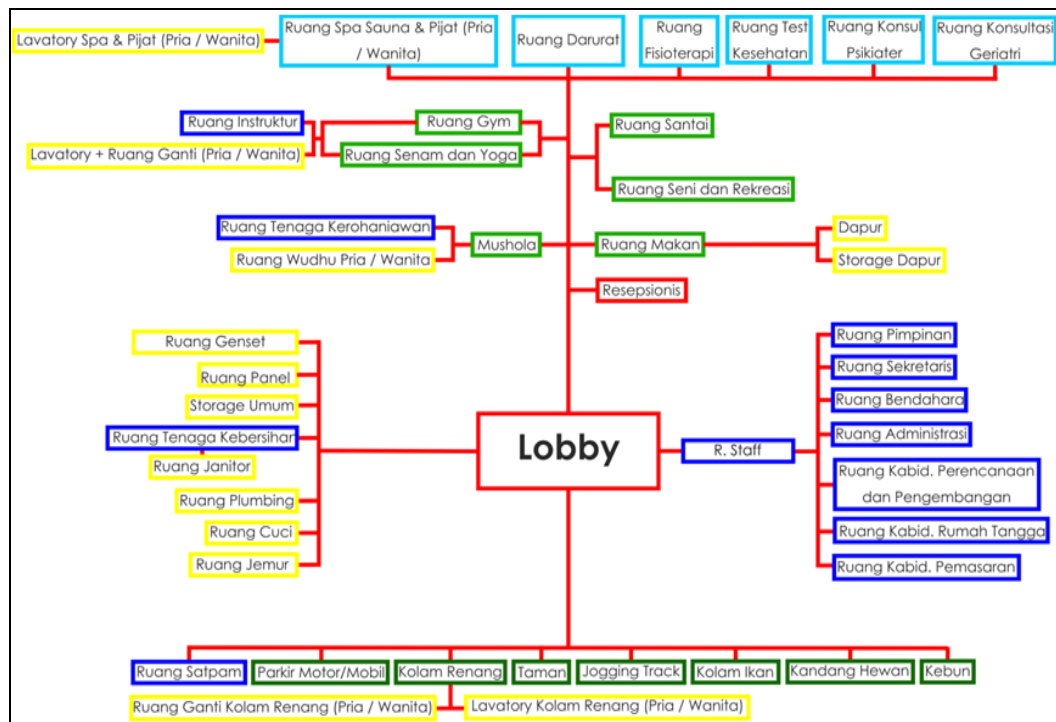 Lavatory Spa & Pijat (Pria / Wanita)
Ruang Spa Sauna & Pijat (Pria
/ Wanita)
Ruang Darurat
Ruang
Fisioterapi
Ruang Test
Kesehatan
Ruang Konsul
Psikiater
Ruang Konsultasi
Geriatri
Ruang Instruktur
Ruang Gym
Ruang Santai
Lavatory + Ruang Ganti (Pria / Wanita)
Ruang Senam dan Yoga
Ruang Seni dan Rekreasi
Ruang Tenaga Kerohaniawan
Mushola
Ruang Makan
Dapur
Ruang Wudhu Pria / Wanita
Storage Dapur
Resepsionis
Ruang Genset
Ruang Panel
Storage Umum
Ruang Tenaga Kebersihan
Ruang Janitor
Ruang Plumbing
Ruang Cuci
Ruang Jemur
Lobby
R. Staff
Ruang Pimpinan
Ruang Sekretaris
Ruang Bendahara
Ruang Administrasi
Ruang Kabid. Perencanaan
dan Pengembangan
Ruang Kabid. Rumah Tangga
Ruang Kabid. Pemasaran
Ruang Satpam
Parkir Motor/Mobil
Kolam Renang
Taman
Jogging Track
Kolam Ikan
Kandang Hewan
Kebun
Ruang Ganti Kolam Renang (Pria / Wanita)
Lavatory Kolam Renang (Pria / Wanita)